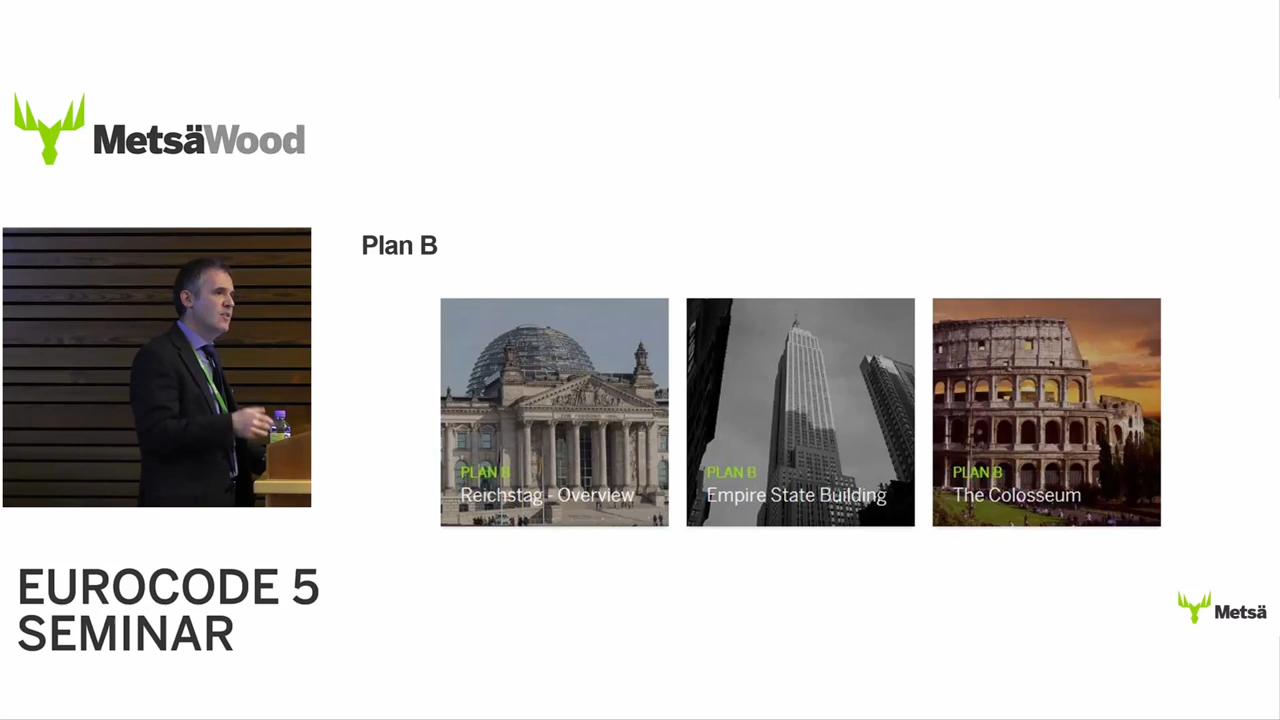 MetsäWood
Plan B
PLAN B
Reichstag - Overview
PLAN B
Empire State Building
PLAN B
The Colosseum
EUROCODE 5
SEMINAR
Metsä